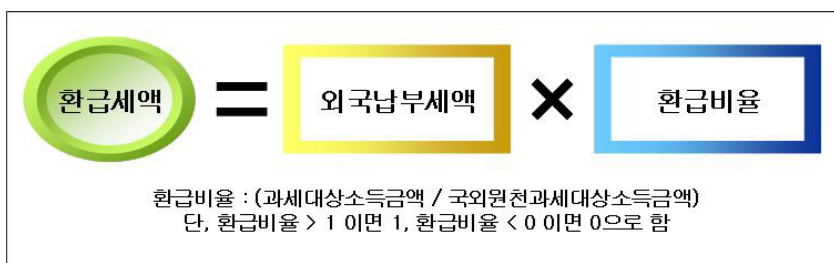 환급세액 = 외국납부세액 × 환급비율
환급비율 : (과세대상소득금액 / 국외원천과세대상소득금액)
단, 환급비율 > 1 이면 1, 환급비율 < 0 이면 0으로 함